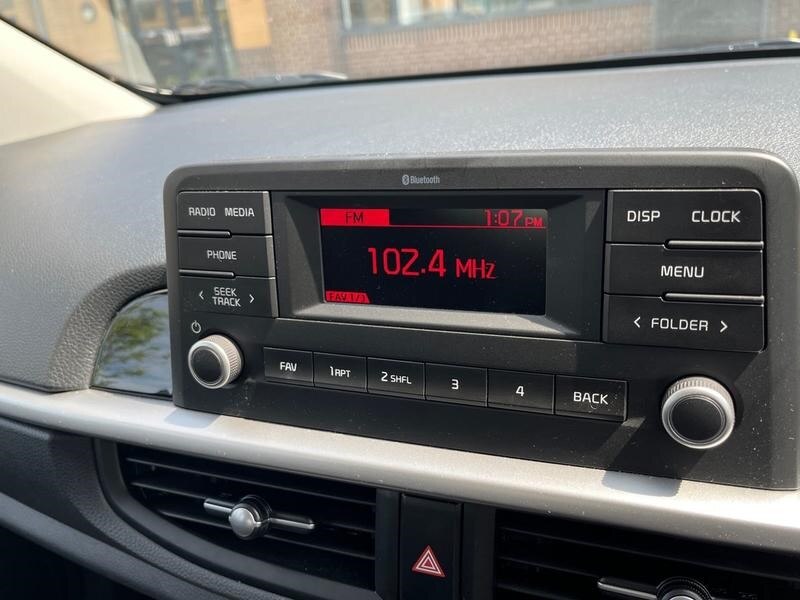 Bluetooth
RADIO MEDIA
PHONE
< SEEK TRACK >
FM 1:07 PM
102.4 MHz
FAV 1/3
DISP CLOCK
MENU
< FOLDER >
FAV 1 RPT 2 SHFL 3 4 BACK